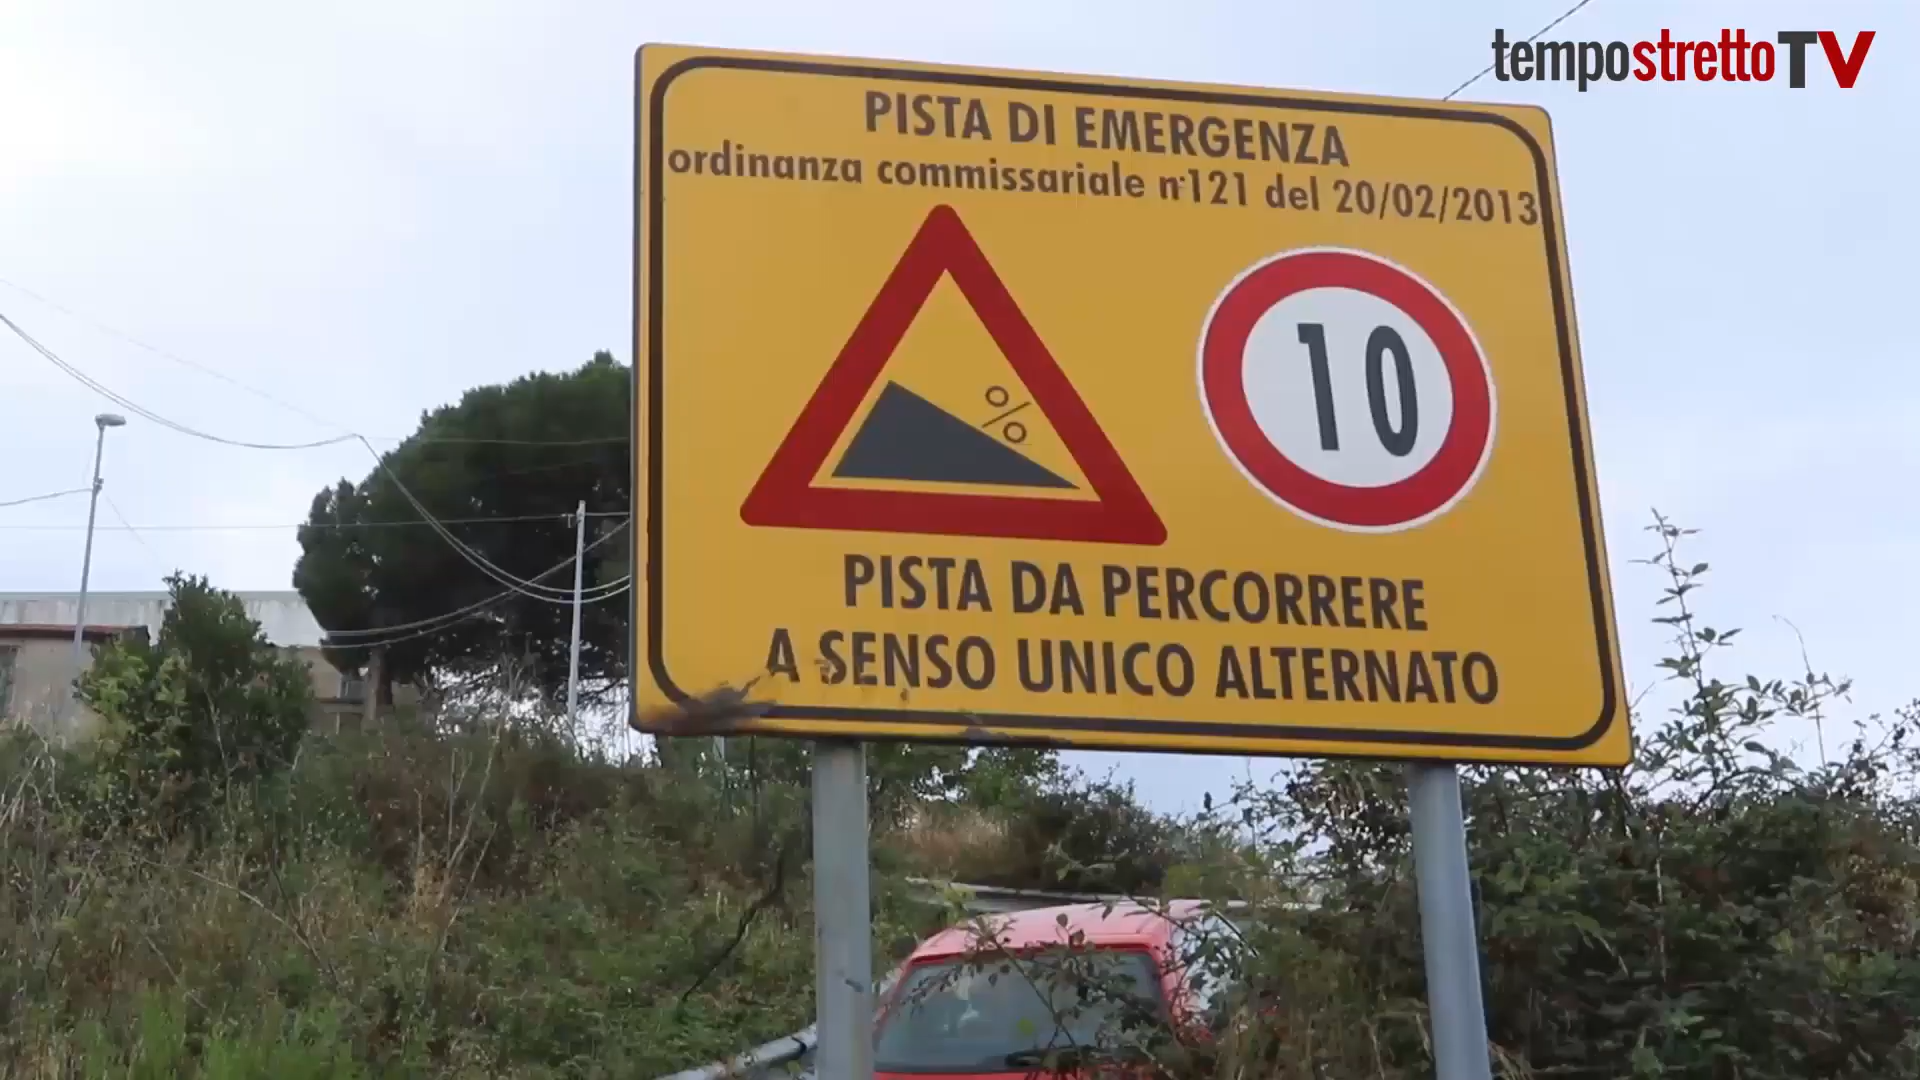 tempostrettoTV
PISTA DI EMERGENZA
ordinanza commissariale n°121 del 20/02/2013
%
10
PISTA DA PERCORRERE
A SENSO UNICO ALTERNATO